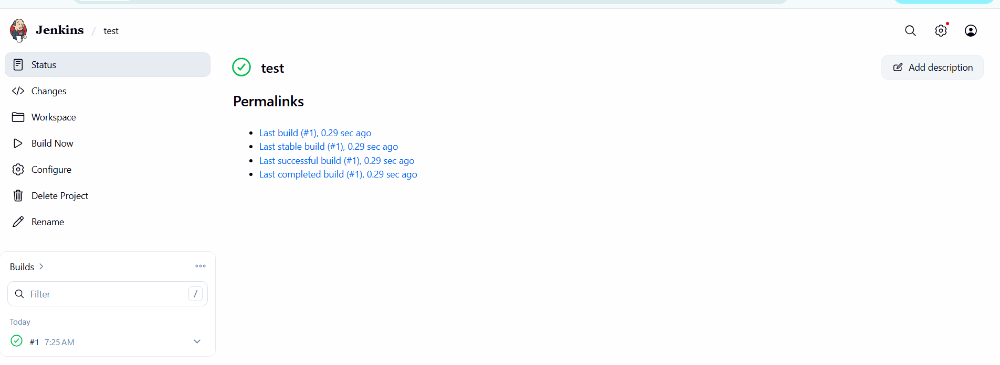 Jenkins / test
Status
Changes
Workspace
Build Now
Configure
Delete Project
Rename
Builds
Filter /
Today
#1 7:25 AM
test
Add description
Permalinks
Last build (#1), 0.29 sec ago
Last stable build (#1), 0.29 sec ago
Last successful build (#1), 0.29 sec ago
Last completed build (#1), 0.29 sec ago